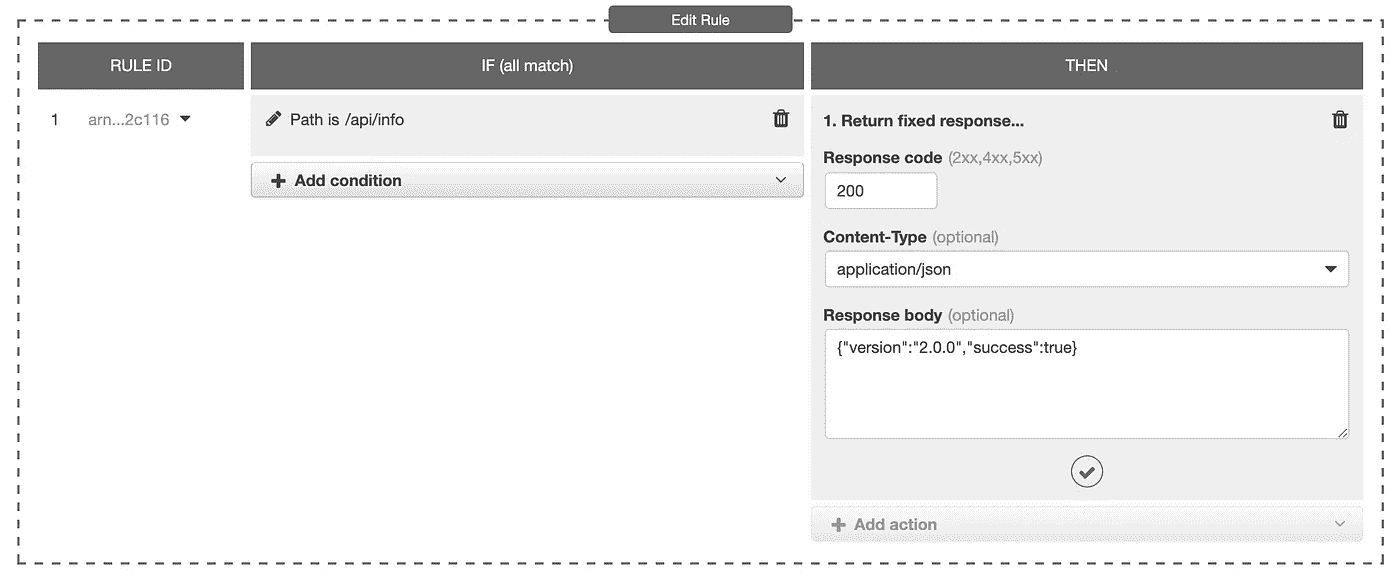 Edit Rule
RULE ID
IF (all match)
THEN
1 arn...2c116
Path is /api/info
Add condition
1. Return fixed response...
Response code (2xx,4xx,5xx)
200
Content-Type (optional)
application/json
Response body (optional)
{"version":"2.0.0","success":true}
Add action